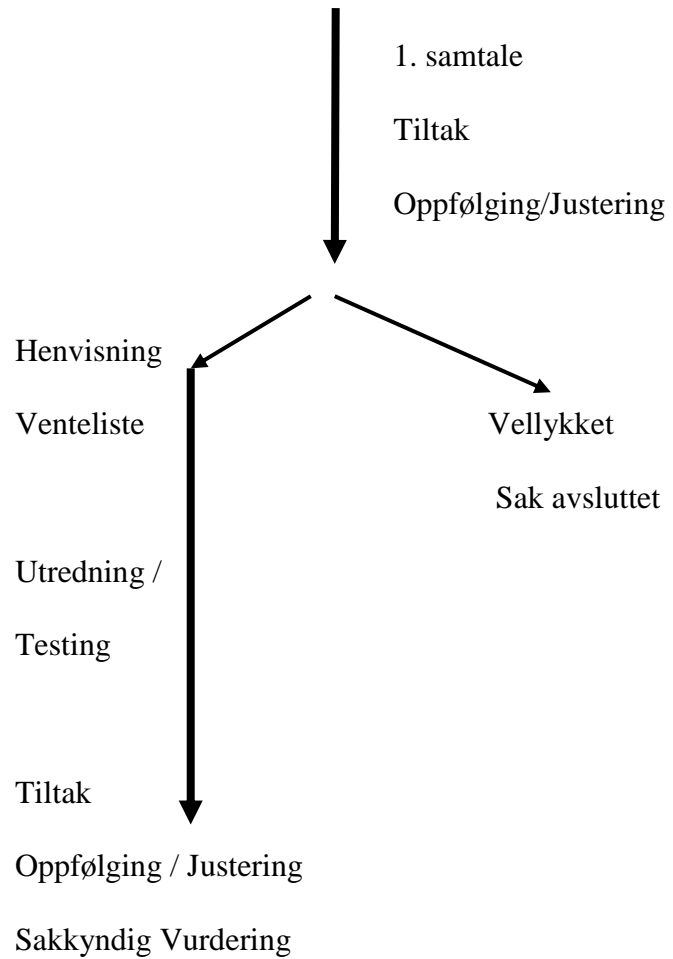 1. samtale
Tiltak
Oppfølging/Justering
Henvisning
Venteliste
Vellykket
Sak avsluttet
Utredning /
Testing
Tiltak
Oppfølging / Justering
Sakkyndig Vurdering